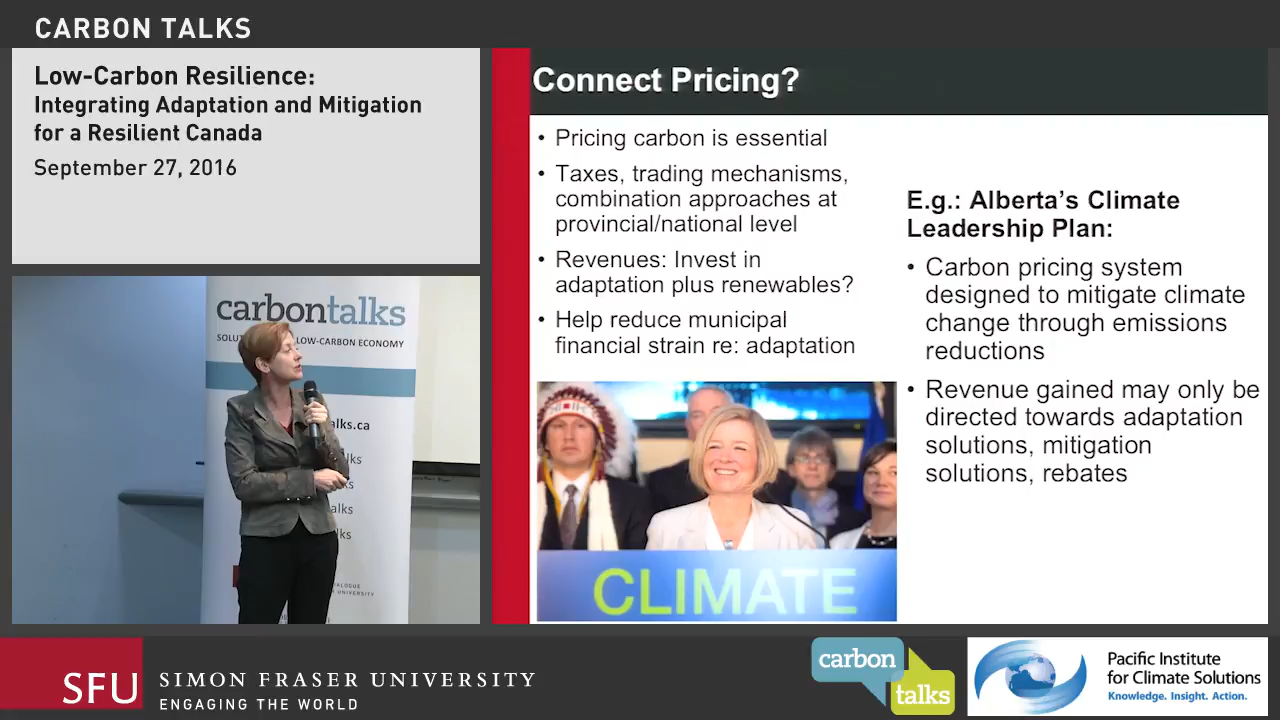 CARBON TALKS
Low-Carbon Resilience:
Integrating Adaptation and Mitigation
for a Resilient Canada
September 27, 2016
carbontalks
LOW-CARBON ECONOMY
Connect Pricing?
• Pricing carbon is essential
• Taxes, trading mechanisms,
combination approaches at
provincial/national level
• Revenues: Invest in
adaptation plus renewables?
• Help reduce municipal
financial strain re: adaptation
CLIMATE
E.g.: Alberta's Climate
Leadership Plan:
• Carbon pricing system
designed to mitigate climate
change through emissions
reductions
• Revenue gained may only be
directed towards adaptation
solutions, mitigation
solutions, rebates
SFU
SIMON FRASER UNIVERSITY
ENGAGING THE WORLD
carbon
talks
Pacific Institute
for Climate Solutions
Knowledge. Insight. Action.